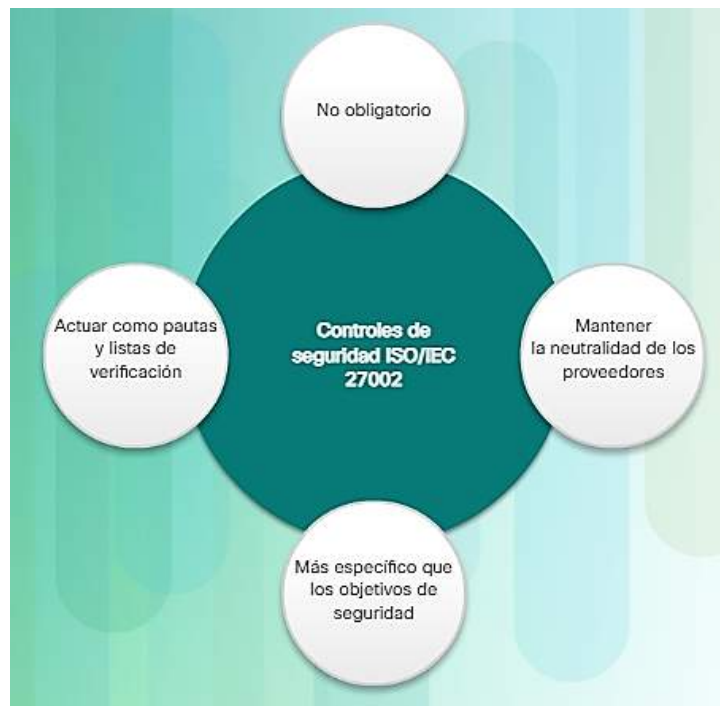 No obligatorio
Actuar como pautas
y listas de
verificación
Controles de
seguridad ISO/IEC
27002
Mantener
la neutralidad de los
proveedores
Más específico que
los objetivos de
seguridad